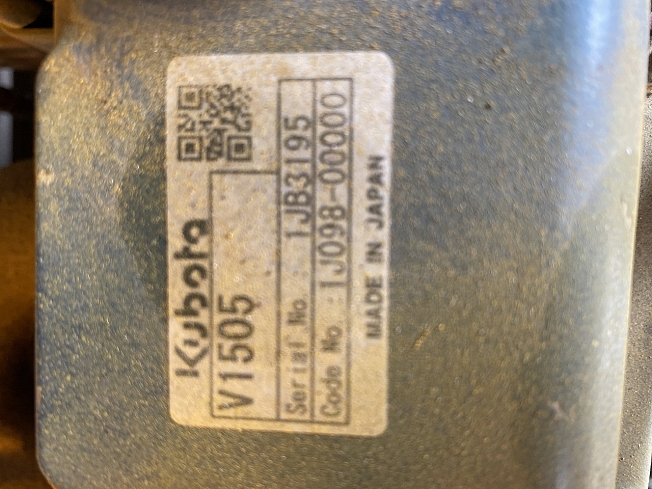 Kubota
V1505
Serial No. : 1JB3195
Code No. : 1J098-00000
MADE IN JAPAN